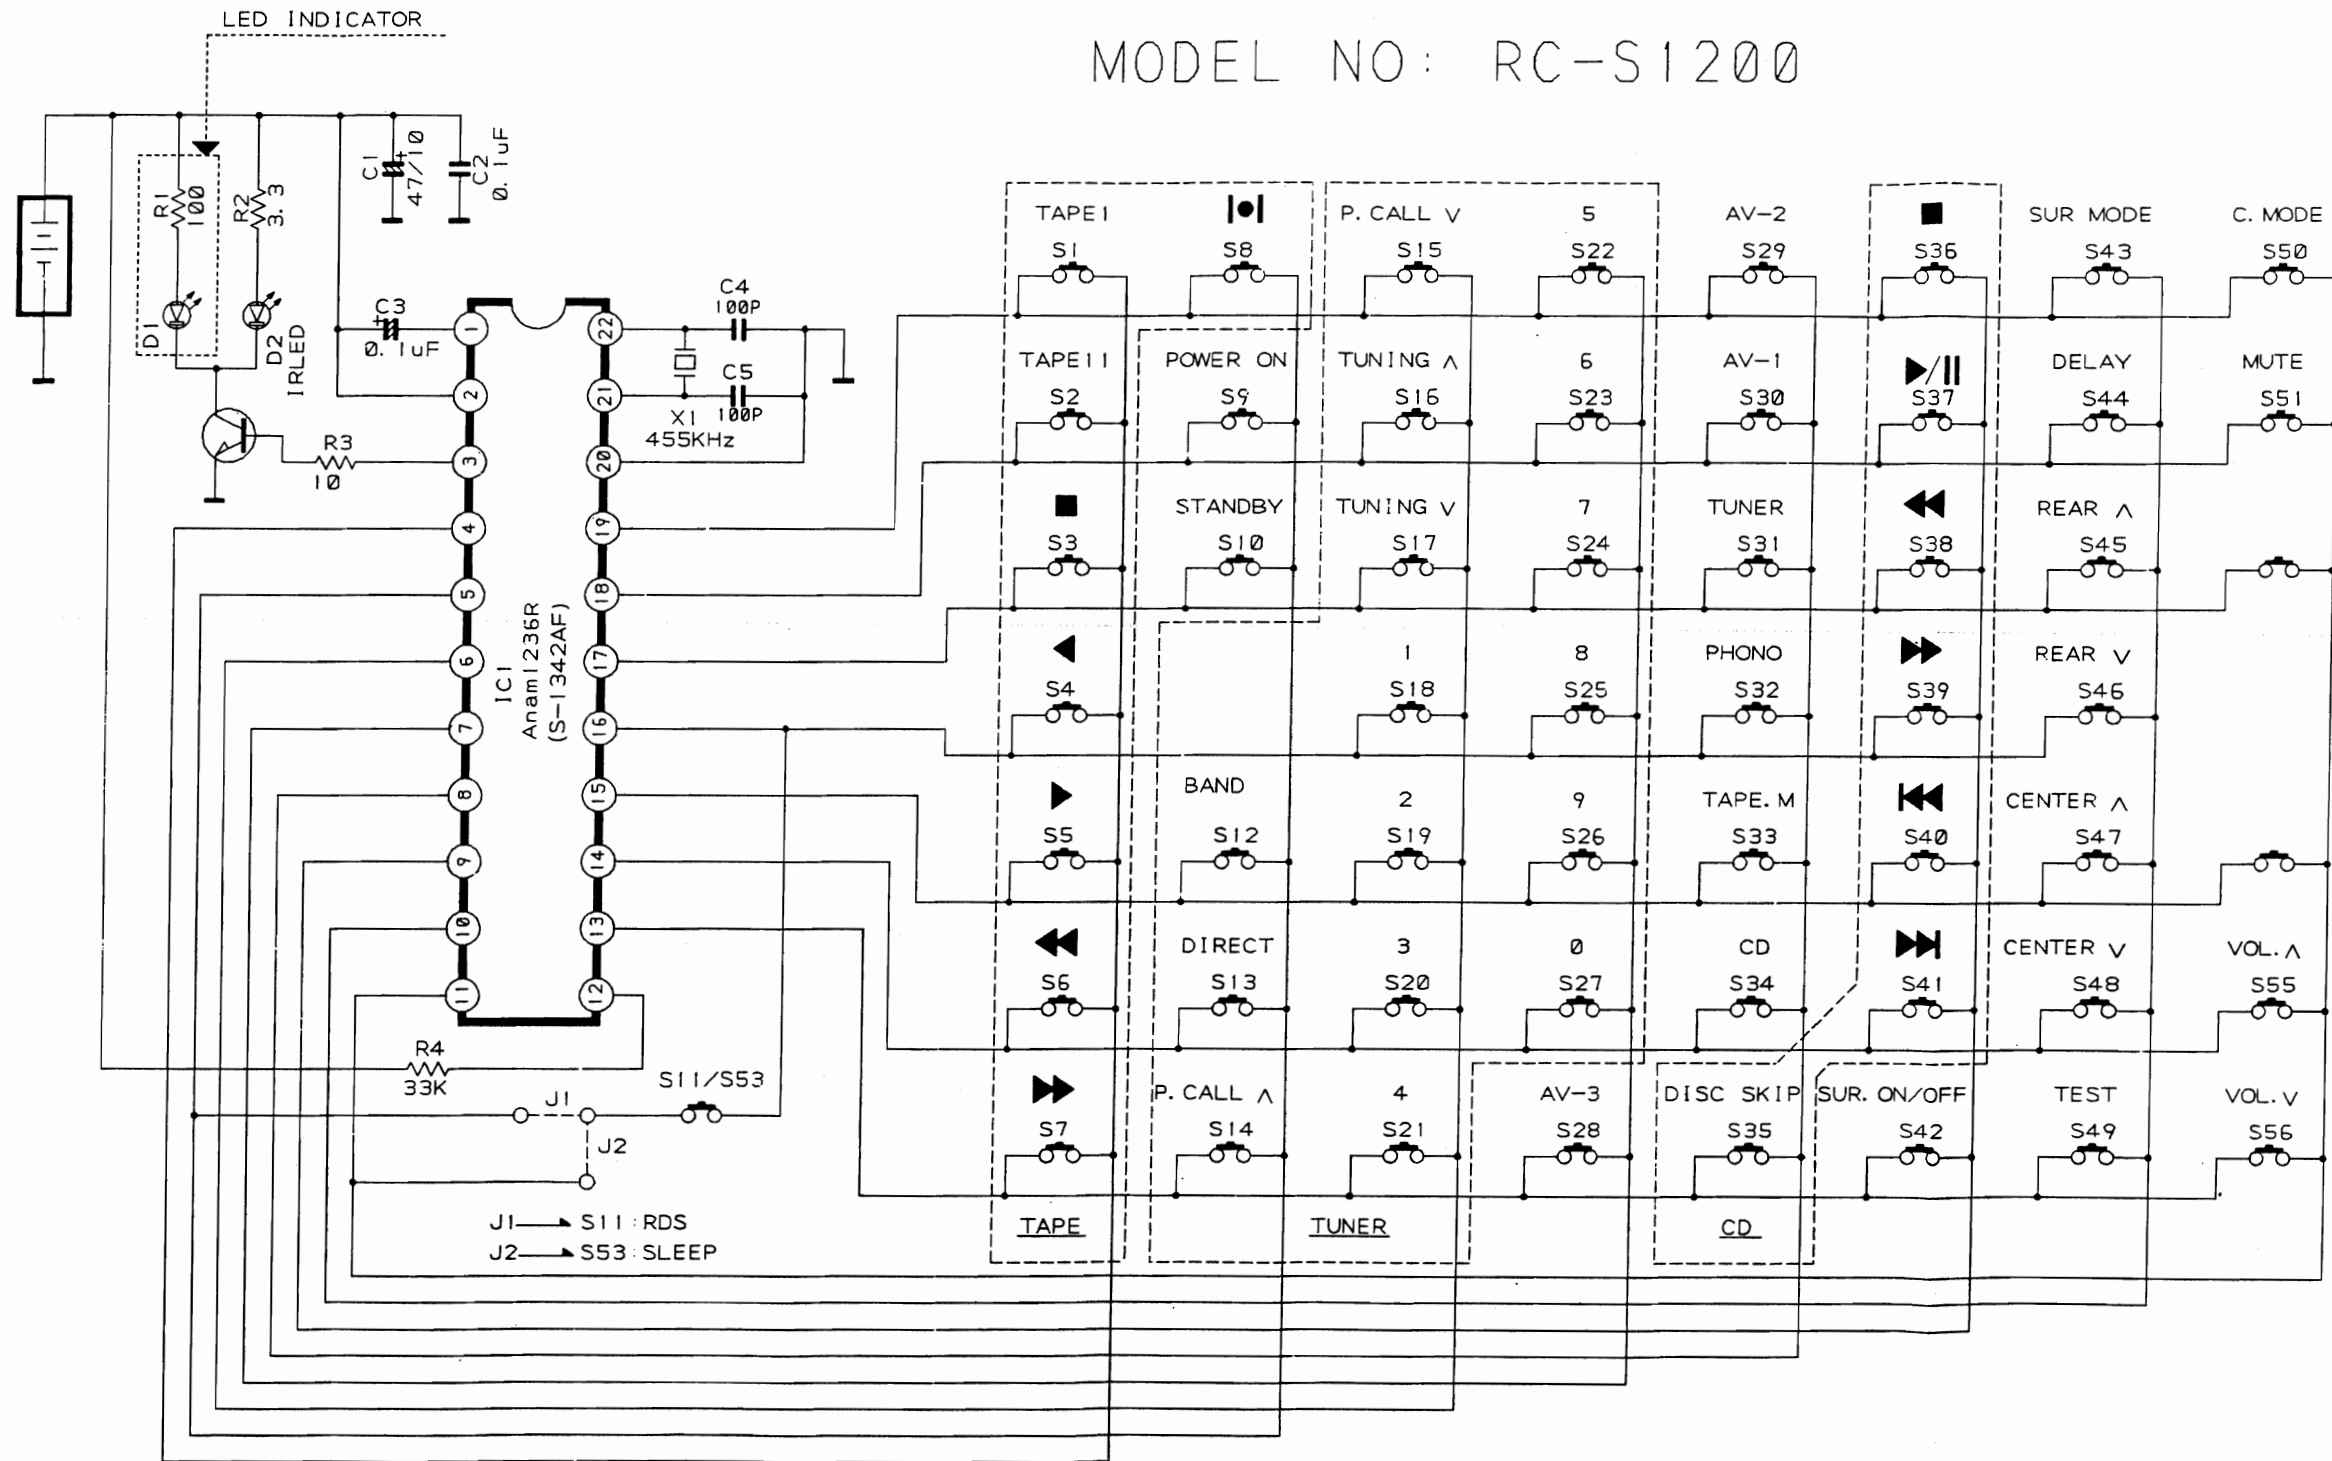 LED INDICATOR
MODEL NO: RC-S1200
R1
100
R2
3.3
C1
+
47/10
C2
0.1uF
D1
D2
IRLED
C3
+
0.1uF
C4
100P
C5
100P
X1
455KHz
R3
10
IC1
Anam1236R
(S-1342AF)
1
2
3
4
5
6
7
8
9
10
11
22
21
20
19
18
17
16
15
14
13
12
R4
33K
S11/S53
J1
J2
J1 S11:RDS
J2 S53:SLEEP
TAPE1 P.CALL V 5 AV-2 SUR MODE C.MODE
S1 S8 S15 S22 S29 S36 S43 S50
TAPE11 POWER ON TUNING Λ 6 AV-1 DELAY MUTE
S2 S9 S16 S23 S30 S37 S44 S51
STANDBY TUNING V 7 TUNER REAR Λ
S3 S10 S17 S24 S31 S38 S45
1 8 PHONO REAR V
S4 S18 S25 S32 S39 S46
BAND 2 9 TAPE.M CENTER Λ
S5 S12 S19 S26 S33 S40 S47
DIRECT 3 0 CD CENTER V VOL.Λ
S6 S13 S20 S27 S34 S41 S48 S55
P.CALL Λ 4 AV-3 DISC SKIP SUR.ON/OFF TEST VOL.V
S7 S14 S21 S28 S35 S42 S49 S56
TAPE TUNER CD